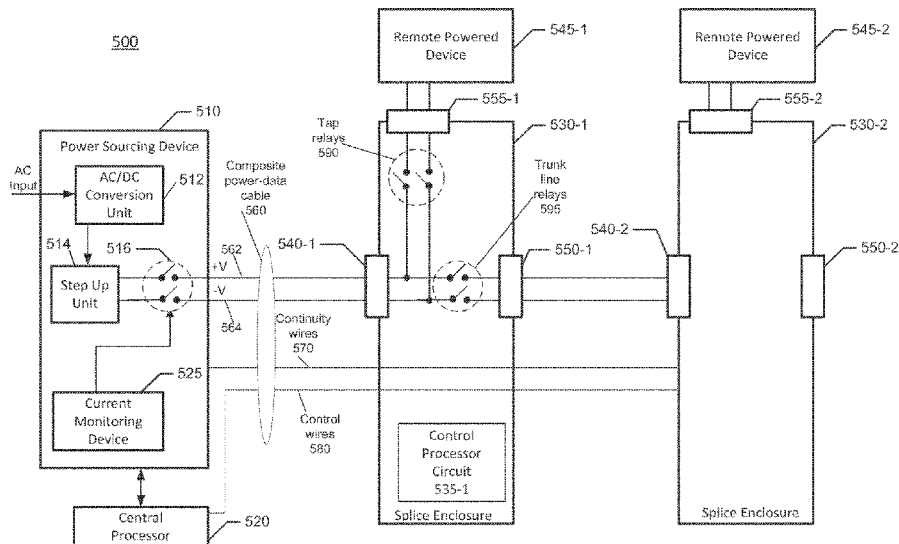 500
Remote Powered
Device
545-1
Remote Powered
Device
545-2
555-1
555-2
510
Power Sourcing Device
AC
Input
AC/DC
Conversion
Unit
512
514
516
Step Up
Unit
+V
562
-V
564
Composite
power-data
cable
560
Tap
relays
590
530-1
530-2
Trunk
line
relays
595
540-1
550-1
540-2
550-2
Continuity
wires
570
525
Current
Monitoring
Device
Control
wires
580
Control
Processor
Circuit
535-1
Splice Enclosure
Splice Enclosure
Central
Processor
520